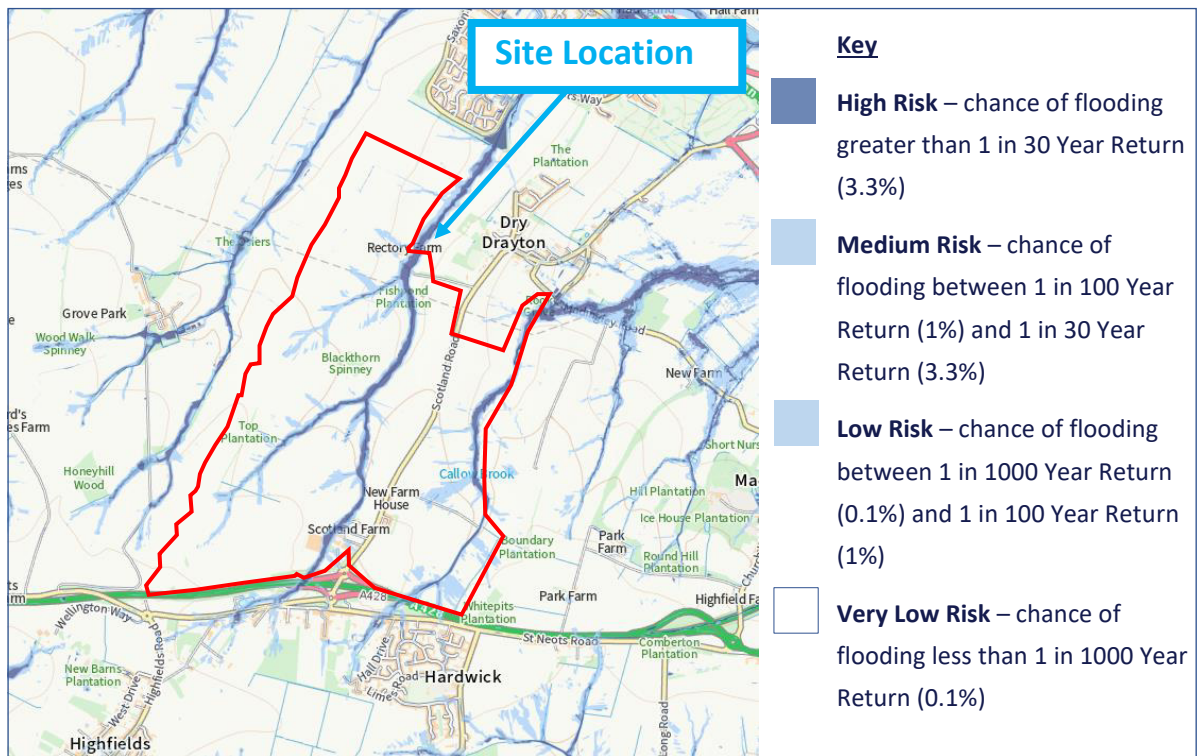 Site Location
Hall Farm
The
Plantation
Dry
Drayton
Rectory Farm
Grove Park
Wood Walk
Spinney
Blackthorn
Spinney
Scotland Road
New Farm
Top
Plantation
Honeyhill
Wood
Callow Brook
Short Nurs
Ma
New Farm
House
Hill Plantation
Ice House Plantation
Scotland Farm
Boundary
Plantation
Park
Farm
Round Hill
Plantation
A428
Whitepits
Plantation
Park Farm
Highfield Fa
Wellington Way
St Neots Road
Comberton
Plantation
New Barns
Plantation
West Drive
Highfields Road
Hall Drive
Limes Road
Hardwick
Long Road
Highfields
Key
High Risk – chance of flooding
greater than 1 in 30 Year Return
(3.3%)
Medium Risk – chance of
flooding between 1 in 100 Year
Return (1%) and 1 in 30 Year
Return (3.3%)
Low Risk – chance of flooding
between 1 in 1000 Year Return
(0.1%) and 1 in 100 Year Return
(1%)
Very Low Risk – chance of
flooding less than 1 in 1000 Year
Return (0.1%)